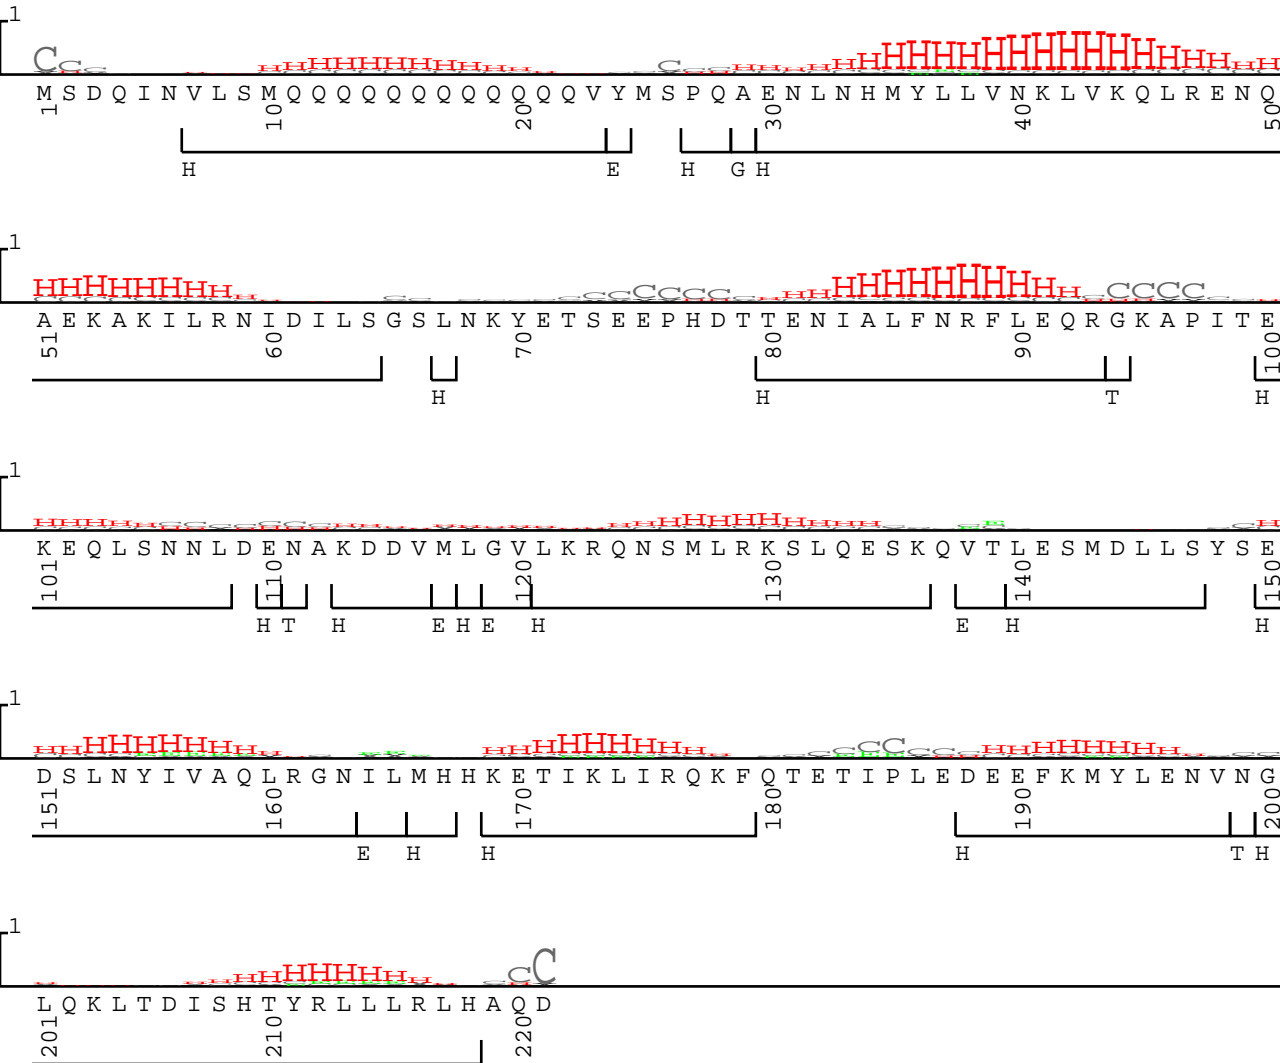 1
M S D Q I N V L S M Q Q Q Q Q Q Q Q Q Q Q Q V Y M S P Q A E N L N H M Y L L V N K L V K Q L R E N Q
1 10 20 30 40 50
H E H G H
1
A E K A K I L R N I D I L S G S L N K Y E T S E E P H D T T E N I A L F N R F L E Q R G K A P I T E
51 60 70 80 90 100
H H T H
1
K E Q L S N N L D E N A K D D V M L G V L K R Q N S M L R K S L Q E S K Q V T L E S M D L L S Y S E
101 110 120 130 140 150
H T H E H E H E H H
1
D S L N Y I V A Q L R G N I L M H H K E T I K L I R Q K F Q T E T I P L E D E E F K M Y L E N V N G
151 160 170 180 190 200
E H H H T H
1
L Q K L T D I S H T Y R L L L R L H A Q D
201 210 220